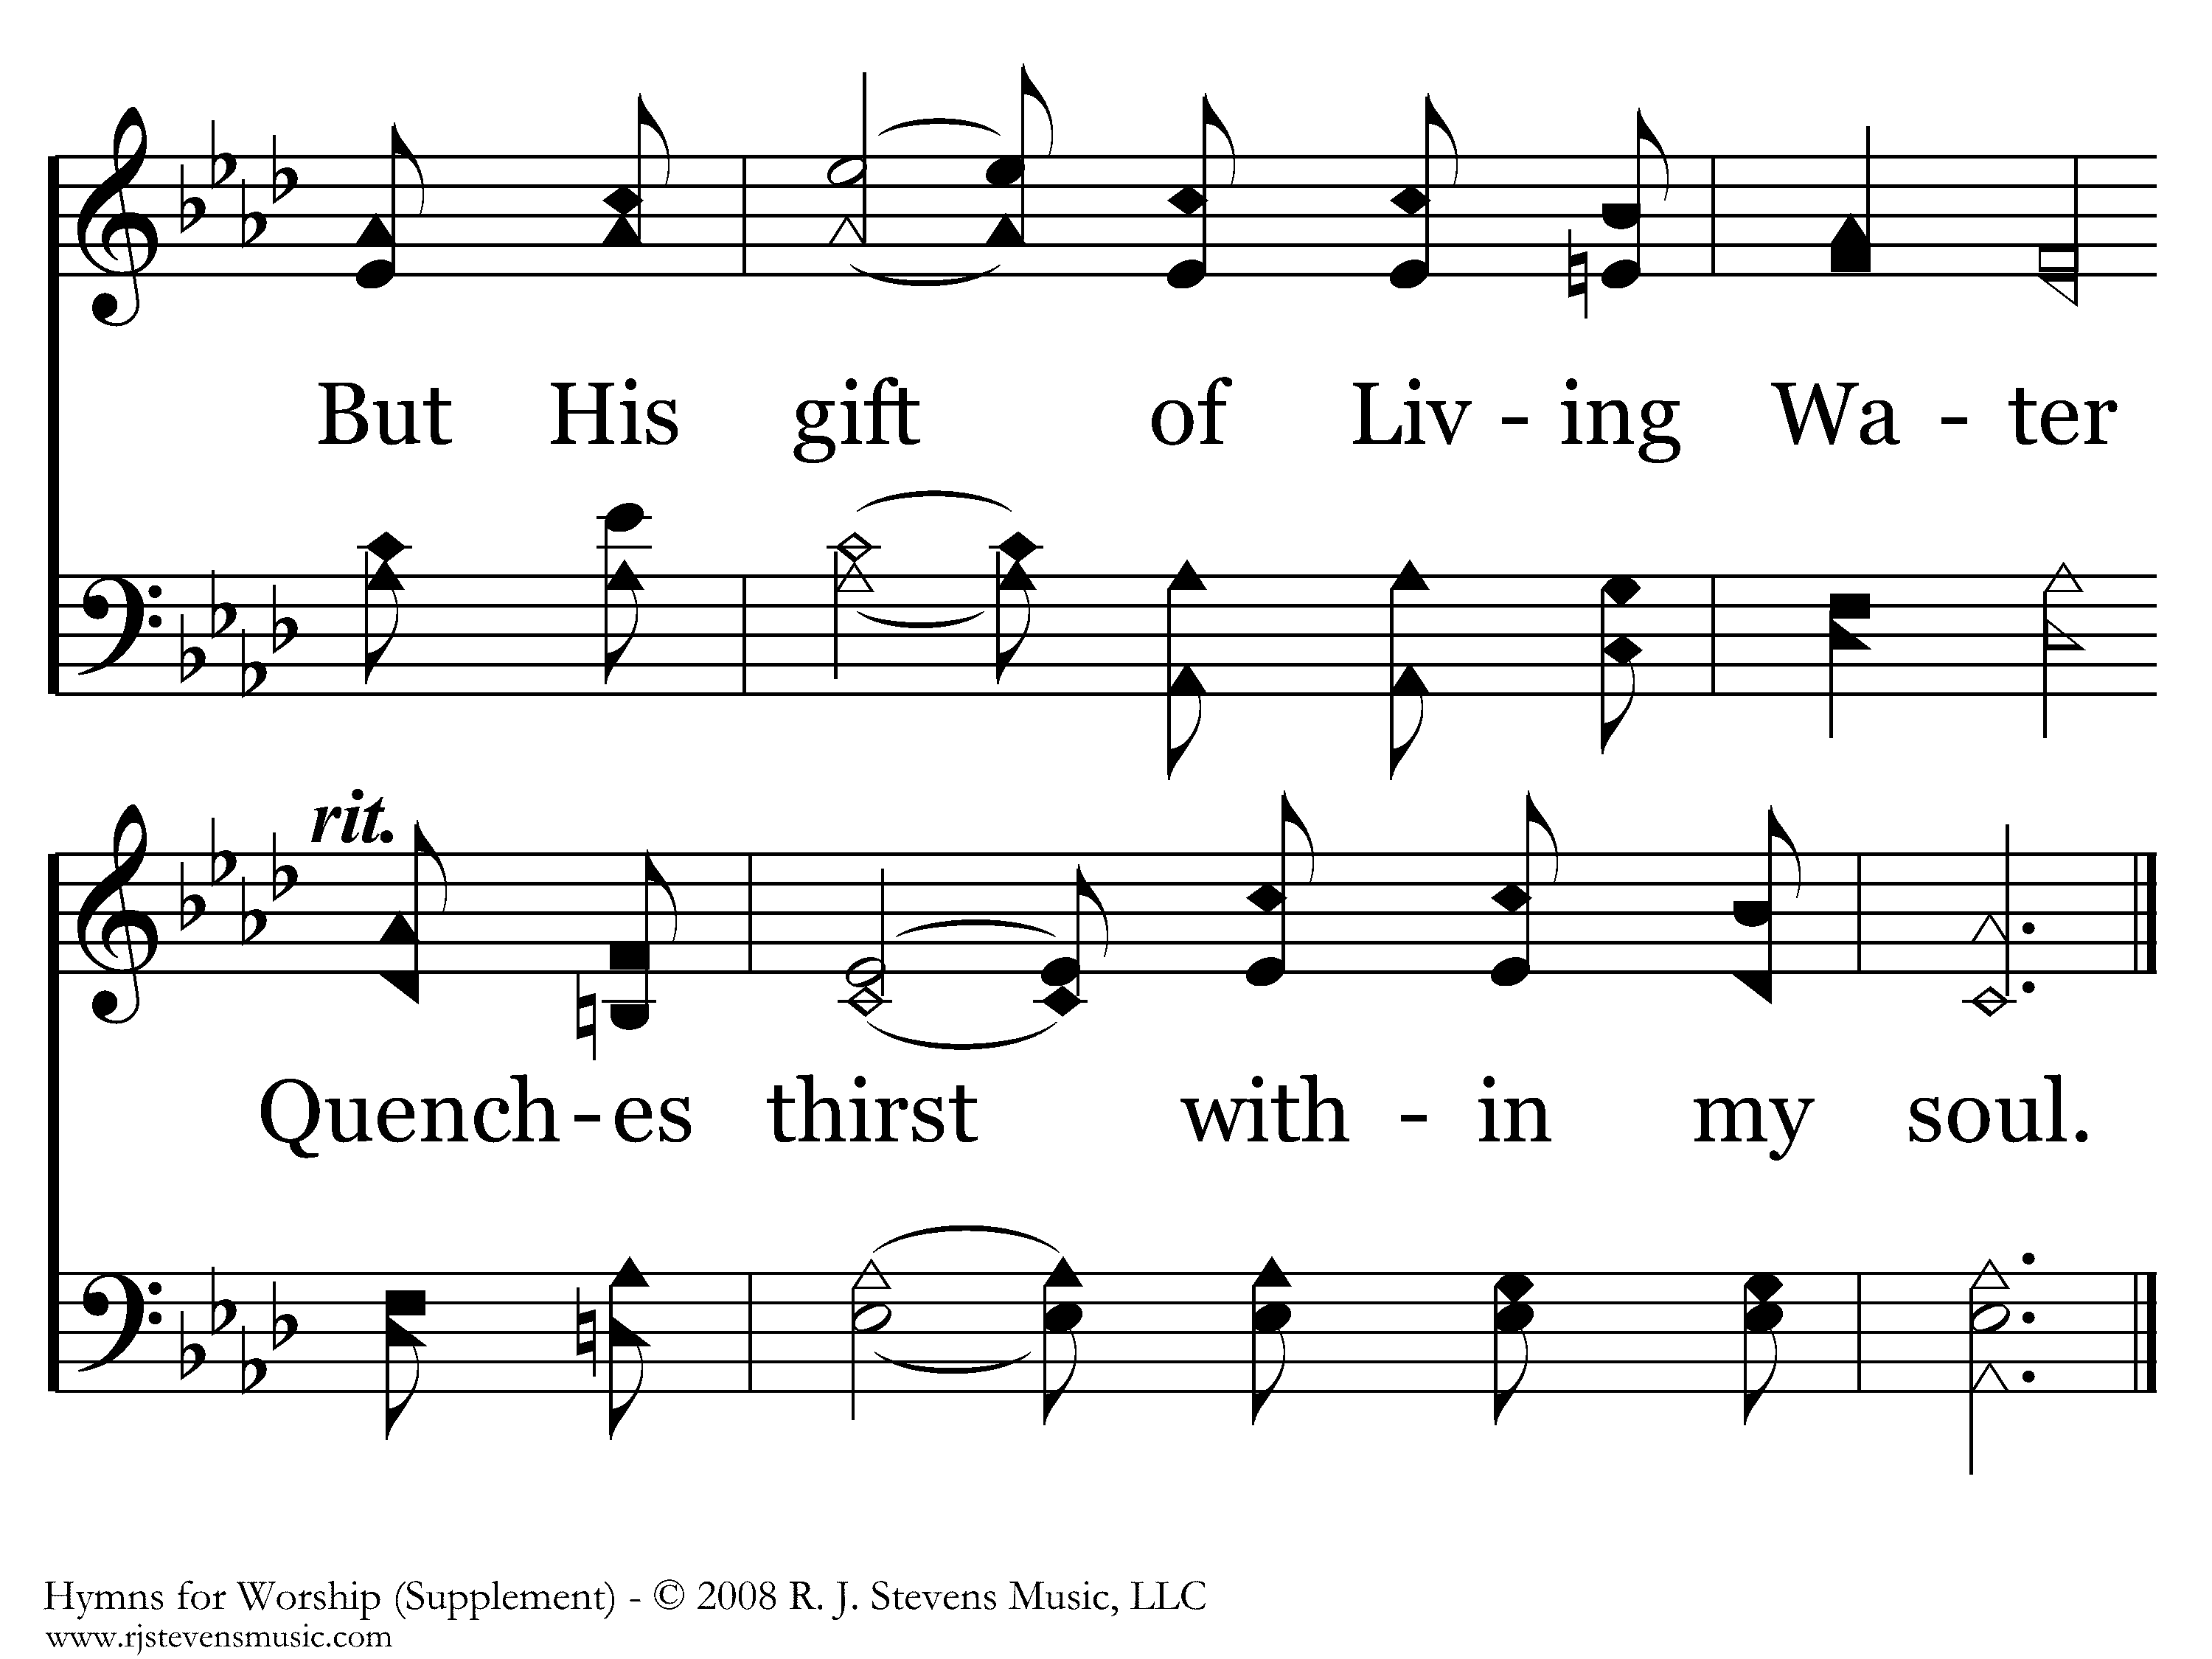 But His gift of Liv - ing Wa - ter
rit.
Quench - es thirst with - in my soul.
Hymns for Worship (Supplement) - © 2008 R. J. Stevens Music, LLC
www.rjstevensmusic.com